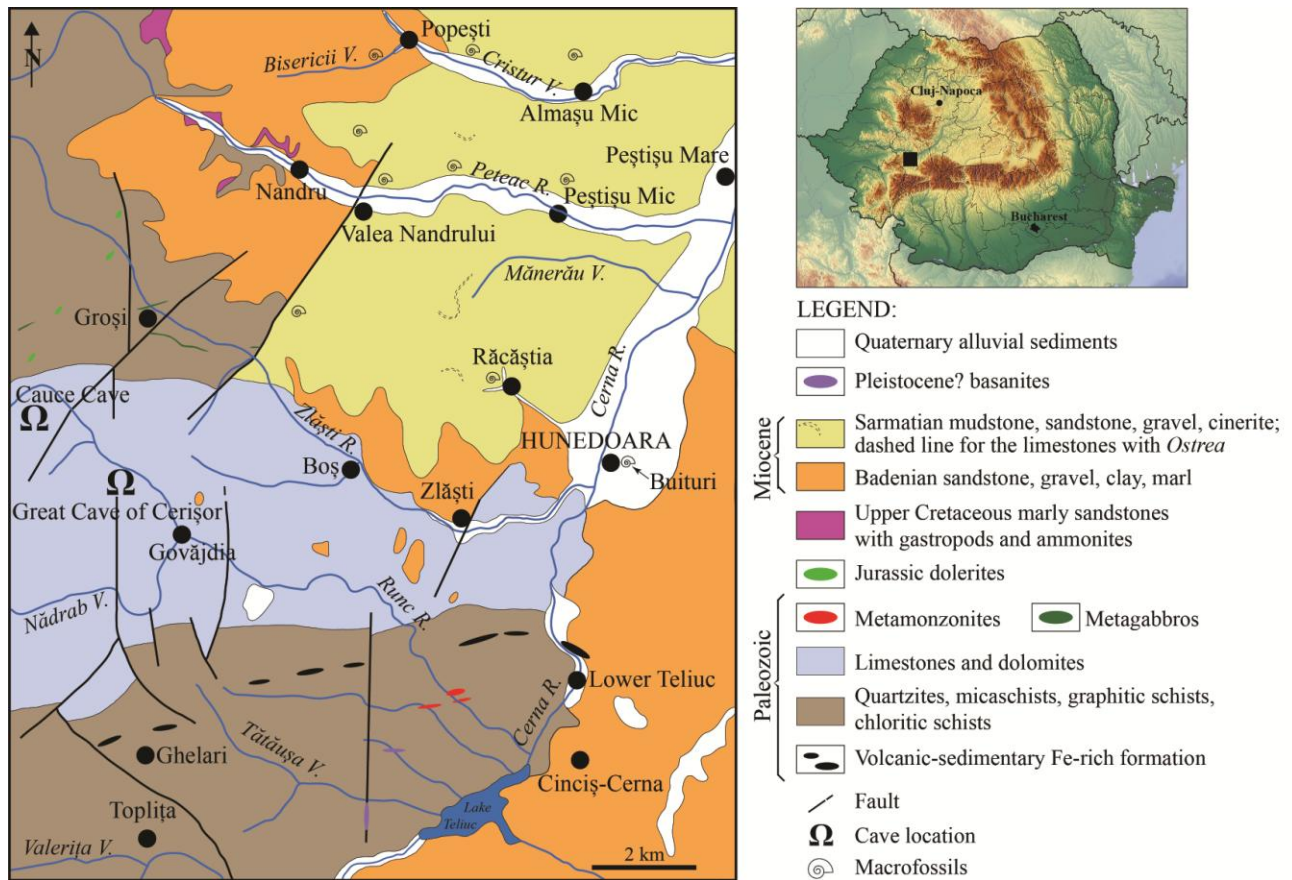 N
Popești
Bisericii V.
Cristur V.
Almașu Mic
Peștișu Mare
Nandru
Peteac R.
Peștișu Mic
Valea Nandrului
Mănerău V.
Groși
Răcăștia
Cerna R.
Cauce Cave
Ω
Zlăști R.
HUNEDOARA
Boș
Buituri
Ω
Zlăști
Great Cave of Cerișor
Govăjdia
Nădrab V.
Runc R.
Lower Teliuc
Cerna R.
Tătăușa V.
Ghelari
Cinciș-Cerna
Toplița
Lake
Teliuc
Valerița V.
2 km
Cluj-Napoca
Bucharest
LEGEND:
Quaternary alluvial sediments
Pleistocene? basanites
Miocene
Sarmatian mudstone, sandstone, gravel, cinerite;
dashed line for the limestones with Ostrea
Badenian sandstone, gravel, clay, marl
Upper Cretaceous marly sandstones
with gastropods and ammonites
Jurassic dolerites
Paleozoic
Metamonzonites Metagabbros
Limestones and dolomites
Quartzites, micaschists, graphitic schists,
chloritic schists
Volcanic-sedimentary Fe-rich formation
Fault
Ω Cave location
Macrofossils